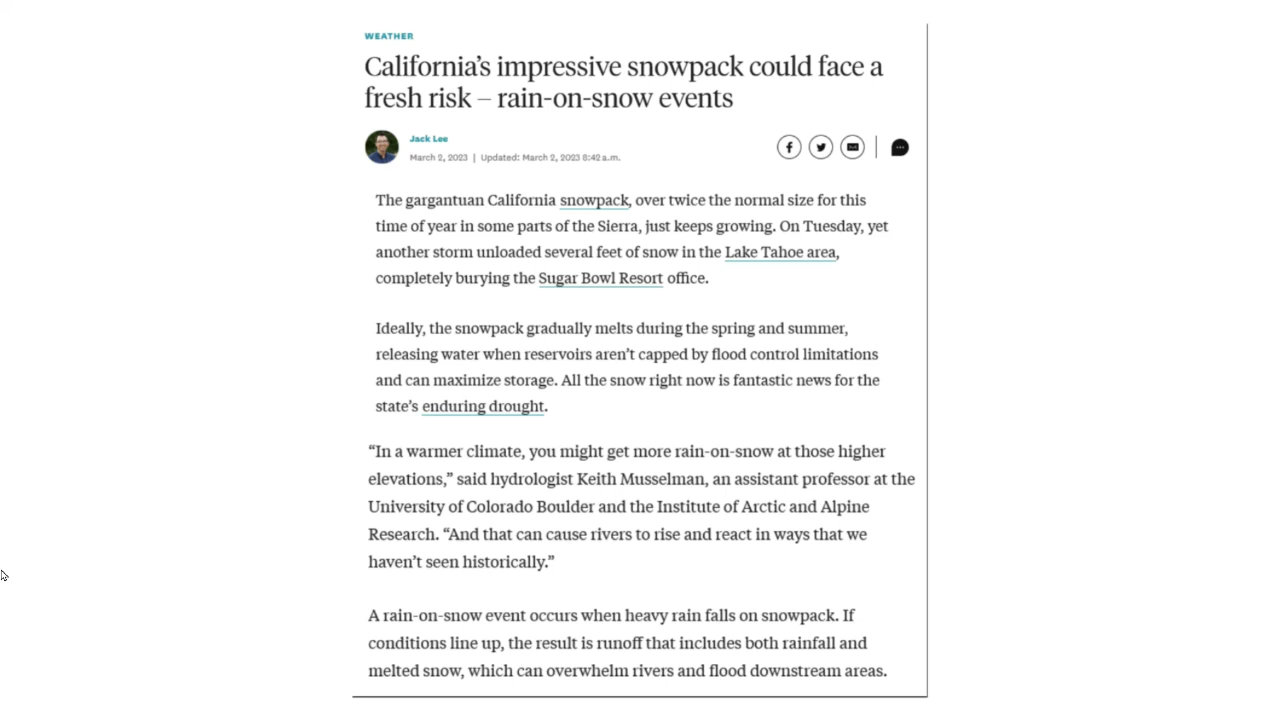 WEATHER
California’s impressive snowpack could face a
fresh risk – rain-on-snow events
Jack Lee
March 2, 2023 | Updated: March 2, 2023 8:42 a.m.
The gargantuan California snowpack, over twice the normal size for this
time of year in some parts of the Sierra, just keeps growing. On Tuesday, yet
another storm unloaded several feet of snow in the Lake Tahoe area,
completely burying the Sugar Bowl Resort office.
Ideally, the snowpack gradually melts during the spring and summer,
releasing water when reservoirs aren’t capped by flood control limitations
and can maximize storage. All the snow right now is fantastic news for the
state’s enduring drought.
“In a warmer climate, you might get more rain-on-snow at those higher
elevations,” said hydrologist Keith Musselman, an assistant professor at the
University of Colorado Boulder and the Institute of Arctic and Alpine
Research. “And that can cause rivers to rise and react in ways that we
haven’t seen historically.”
A rain-on-snow event occurs when heavy rain falls on snowpack. If
conditions line up, the result is runoff that includes both rainfall and
melted snow, which can overwhelm rivers and flood downstream areas.